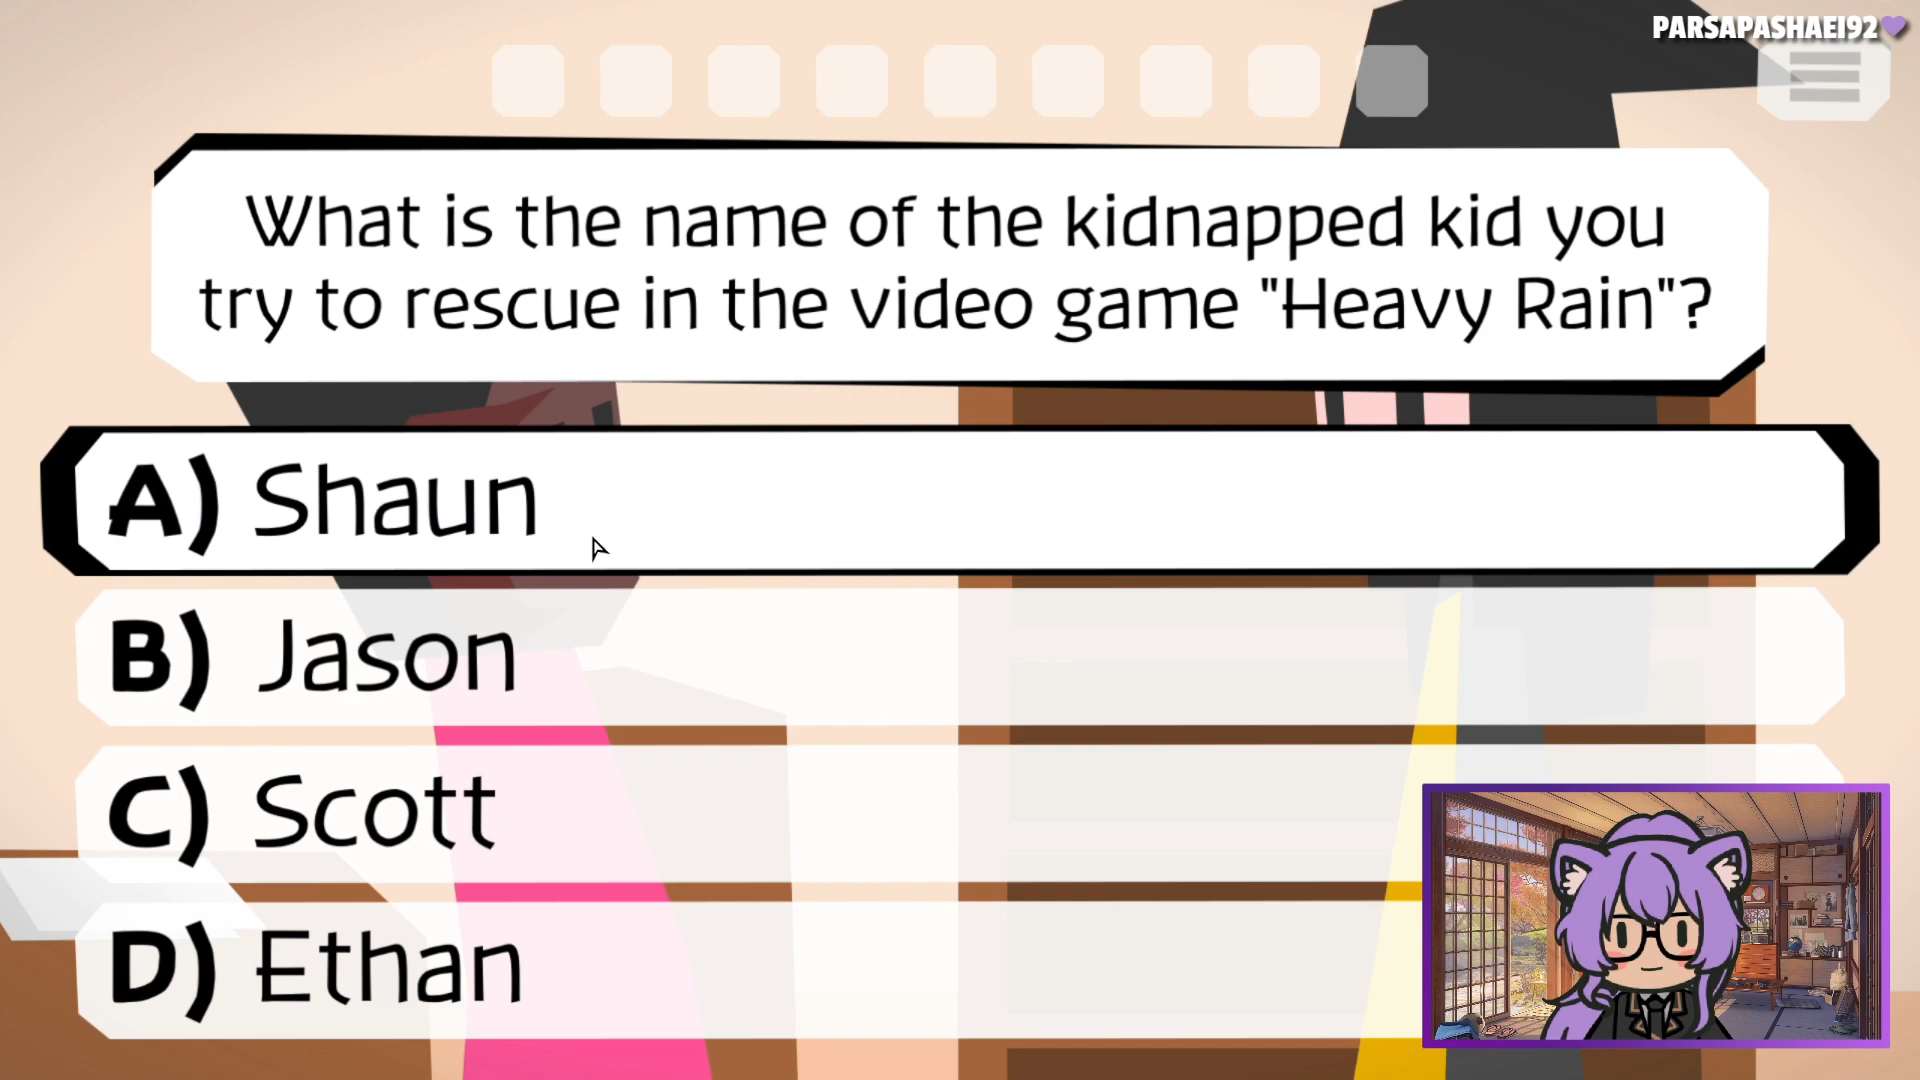 PARSAPASHAEI92
What is the name of the kidnapped kid you
try to rescue in the video game "Heavy Rain"?
A) Shaun
B) Jason
C) Scott
D) Ethan